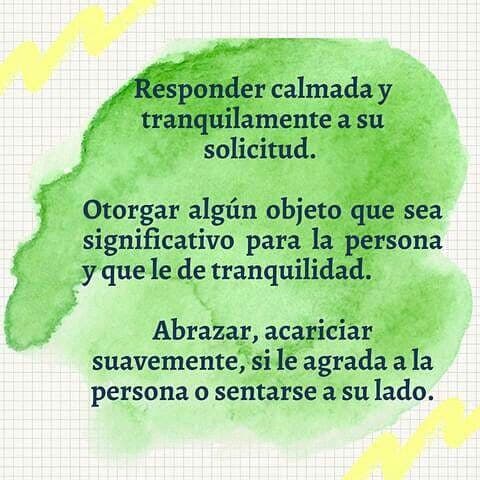 Responder calmada y
tranquilamente a su
solicitud.
Otorgar algún objeto que sea
significativo para la persona
y que le de tranquilidad.
Abrazar, acariciar
suavemente, si le agrada a la
persona o sentarse a su lado.